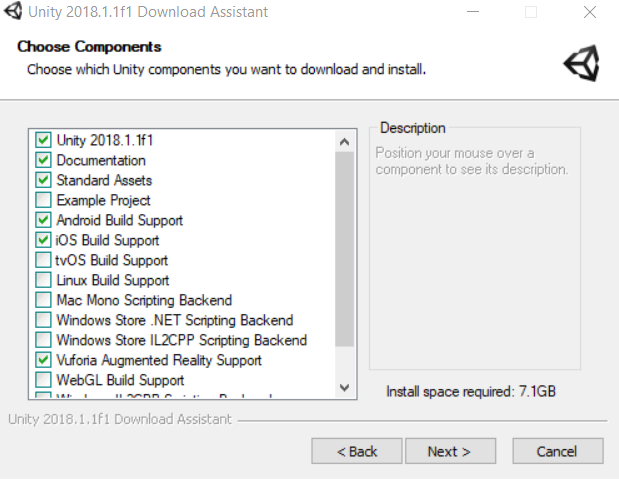 Unity 2018.1.1f1 Download Assistant
Choose Components
Choose which Unity components you want to download and install.
Unity 2018.1.1f1
Documentation
Standard Assets
Example Project
Android Build Support
iOS Build Support
tvOS Build Support
Linux Build Support
Mac Mono Scripting Backend
Windows Store .NET Scripting Backend
Windows Store IL2CPP Scripting Backend
Vuforia Augmented Reality Support
WebGL Build Support
Description
Position your mouse over a
component to see its description.
Install space required: 7.1GB
Unity 2018.1.1f1 Download Assistant
< Back
Next >
Cancel